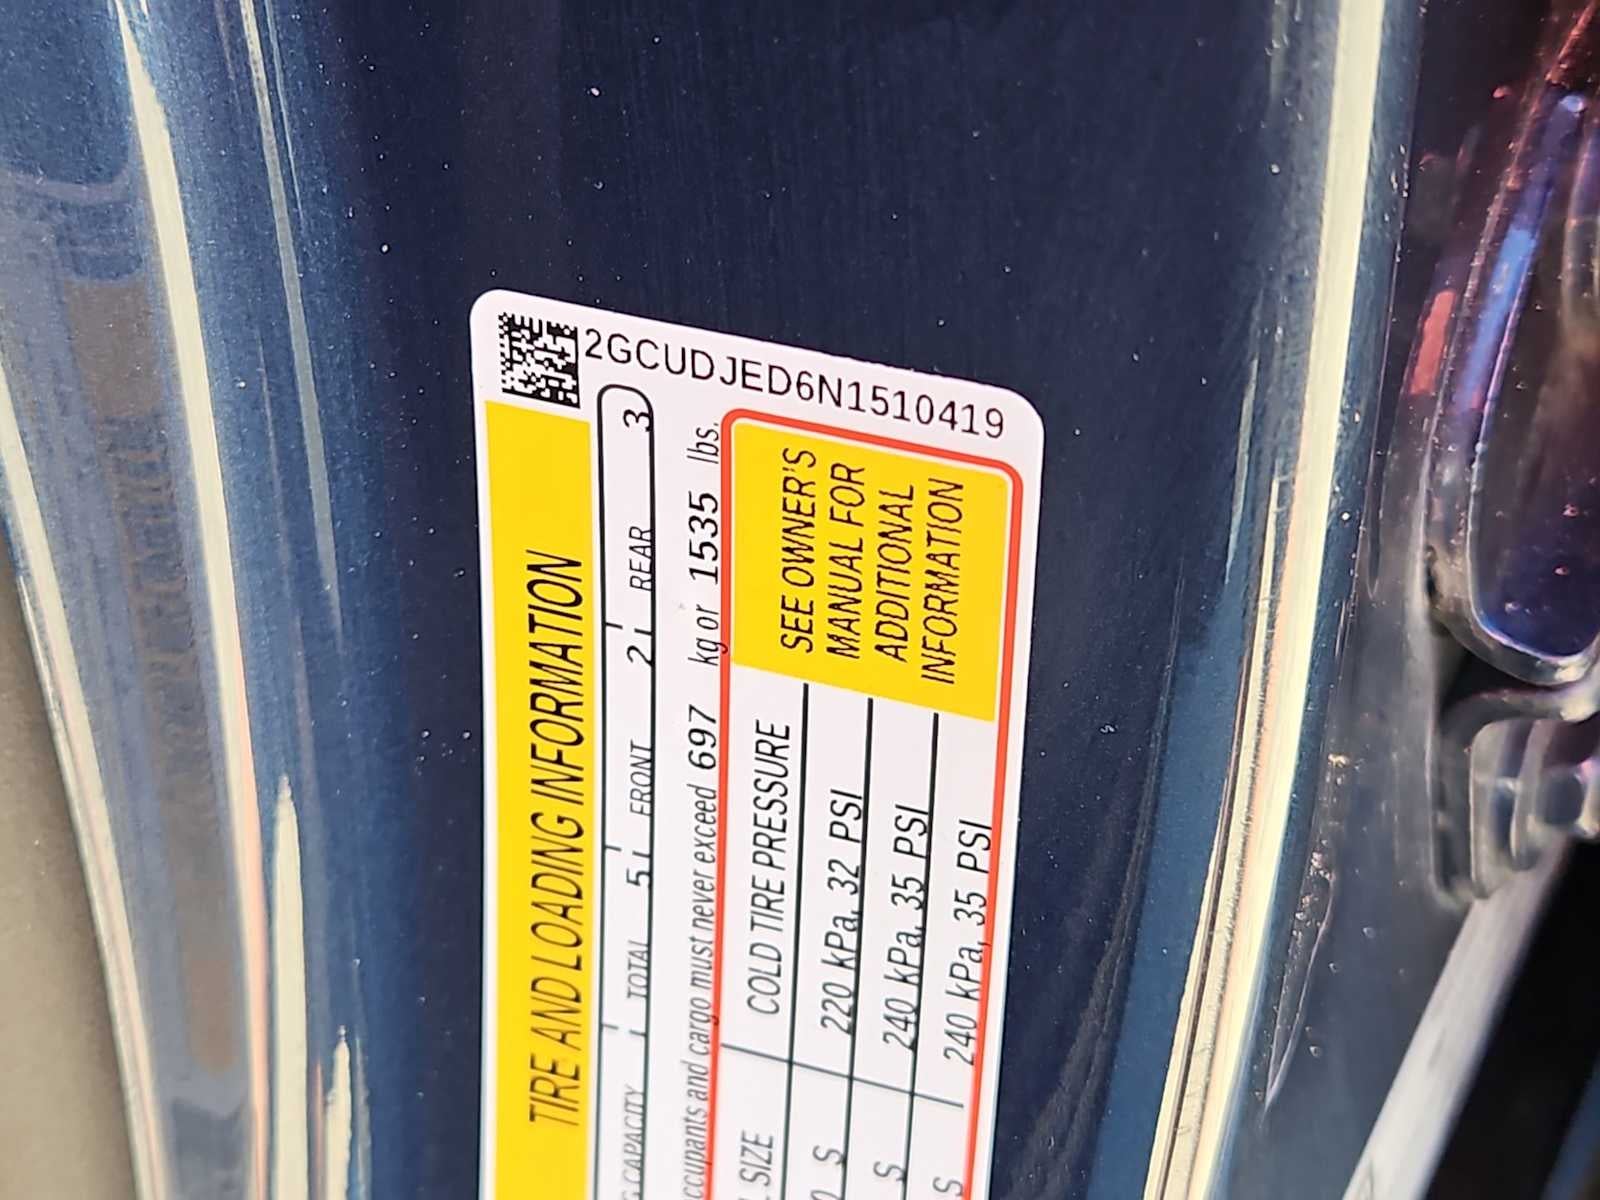 2GCUDJED6N1510419
TIRE AND LOADING INFORMATION
CAPACITY TOTAL 5 FRONT 2 REAR 3
occupants and cargo must never exceed 697 kg or 1535 lbs.
SIZE COLD TIRE PRESSURE
S 220 kPa, 32 PSI
S 240 kPa, 35 PSI
S 240 kPa, 35 PSI
SEE OWNER'S
MANUAL FOR
ADDITIONAL
INFORMATION